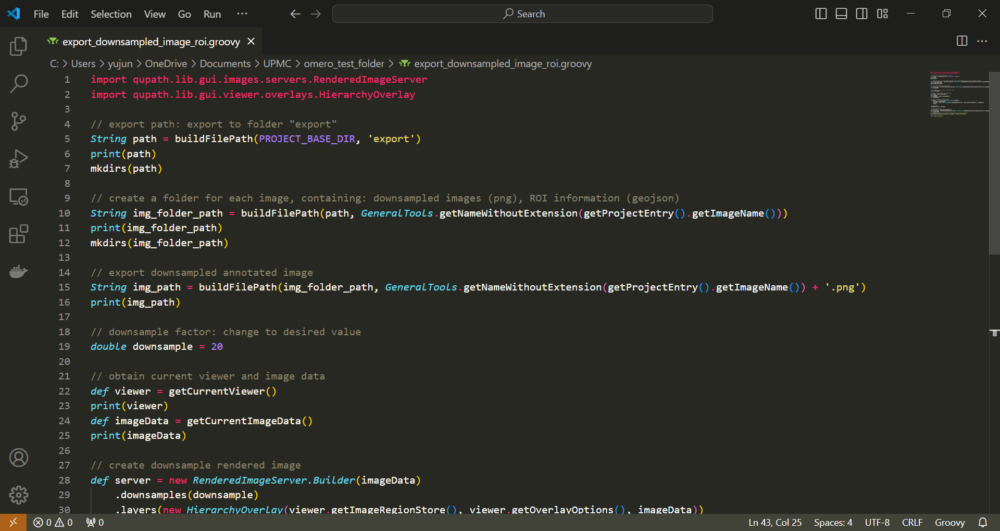 File Edit Selection View Go Run ··· Search
export_downsampled_image_roi.groovy
C: > Users > yujun > OneDrive > Documents > UPMC > omero_test_folder > export_downsampled_image_roi.groovy
1 import qupath.lib.gui.images.servers.RenderedImageServer
2 import qupath.lib.gui.viewer.overlays.HierarchyOverlay
3
4 // export path: export to folder "export"
5 String path = buildFilePath(PROJECT_BASE_DIR, 'export')
6 print(path)
7 mkdirs(path)
8
9 // create a folder for each image, containing: downsampled images (png), ROI information (geojson)
10 String img_folder_path = buildFilePath(path, GeneralTools.getNameWithoutExtension(getProjectEntry().getImageName()))
11 print(img_folder_path)
12 mkdirs(img_folder_path)
13
14 // export downsampled annotated image
15 String img_path = buildFilePath(img_folder_path, GeneralTools.getNameWithoutExtension(getProjectEntry().getImageName()) + '.png')
16 print(img_path)
17
18 // downsample factor: change to desired value
19 double downsample = 20
20
21 // obtain current viewer and image data
22 def viewer = getCurrentViewer()
23 print(viewer)
24 def imageData = getCurrentImageData()
25 print(imageData)
26
27 // create downsample rendered image
28 def server = new RenderedImageServer.Builder(imageData)
29 .downsamples(downsample)
30 .layers(new HierarchyOverlay(viewer.getImageRegionStore(), viewer.getOverlayOptions(), imageData))
0 0 0 Ln 43, Col 25 Spaces: 4 UTF-8 CRLF Groovy